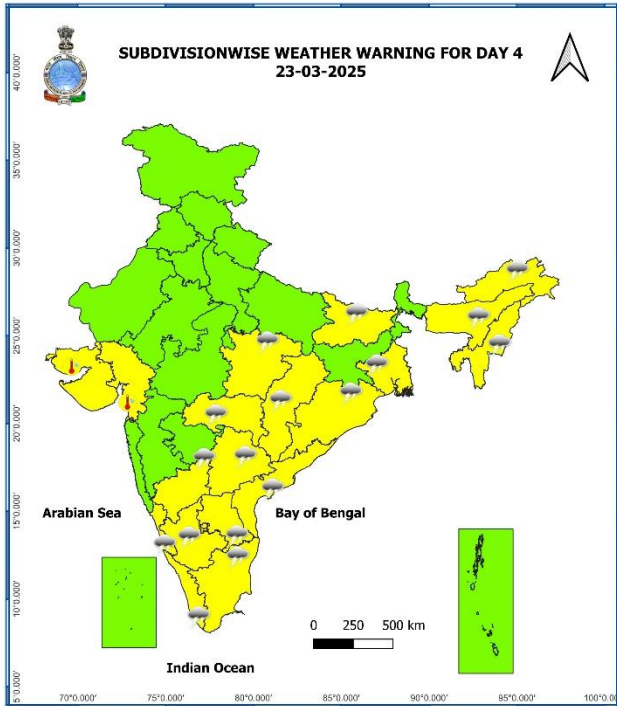 SUBDIVISIONWISE WEATHER WARNING FOR DAY 4
23-03-2025
40°0.000'
35°0.000'
30°0.000'
25°0.000'
20°0.000'
15°0.000'
10°0.000'
5°0.000'
Arabian Sea
Bay of Bengal
0 250 500 km
Indian Ocean
70°0.000' 75°0.000' 80°0.000' 85°0.000' 90°0.000' 95°0.000' 100°0.0